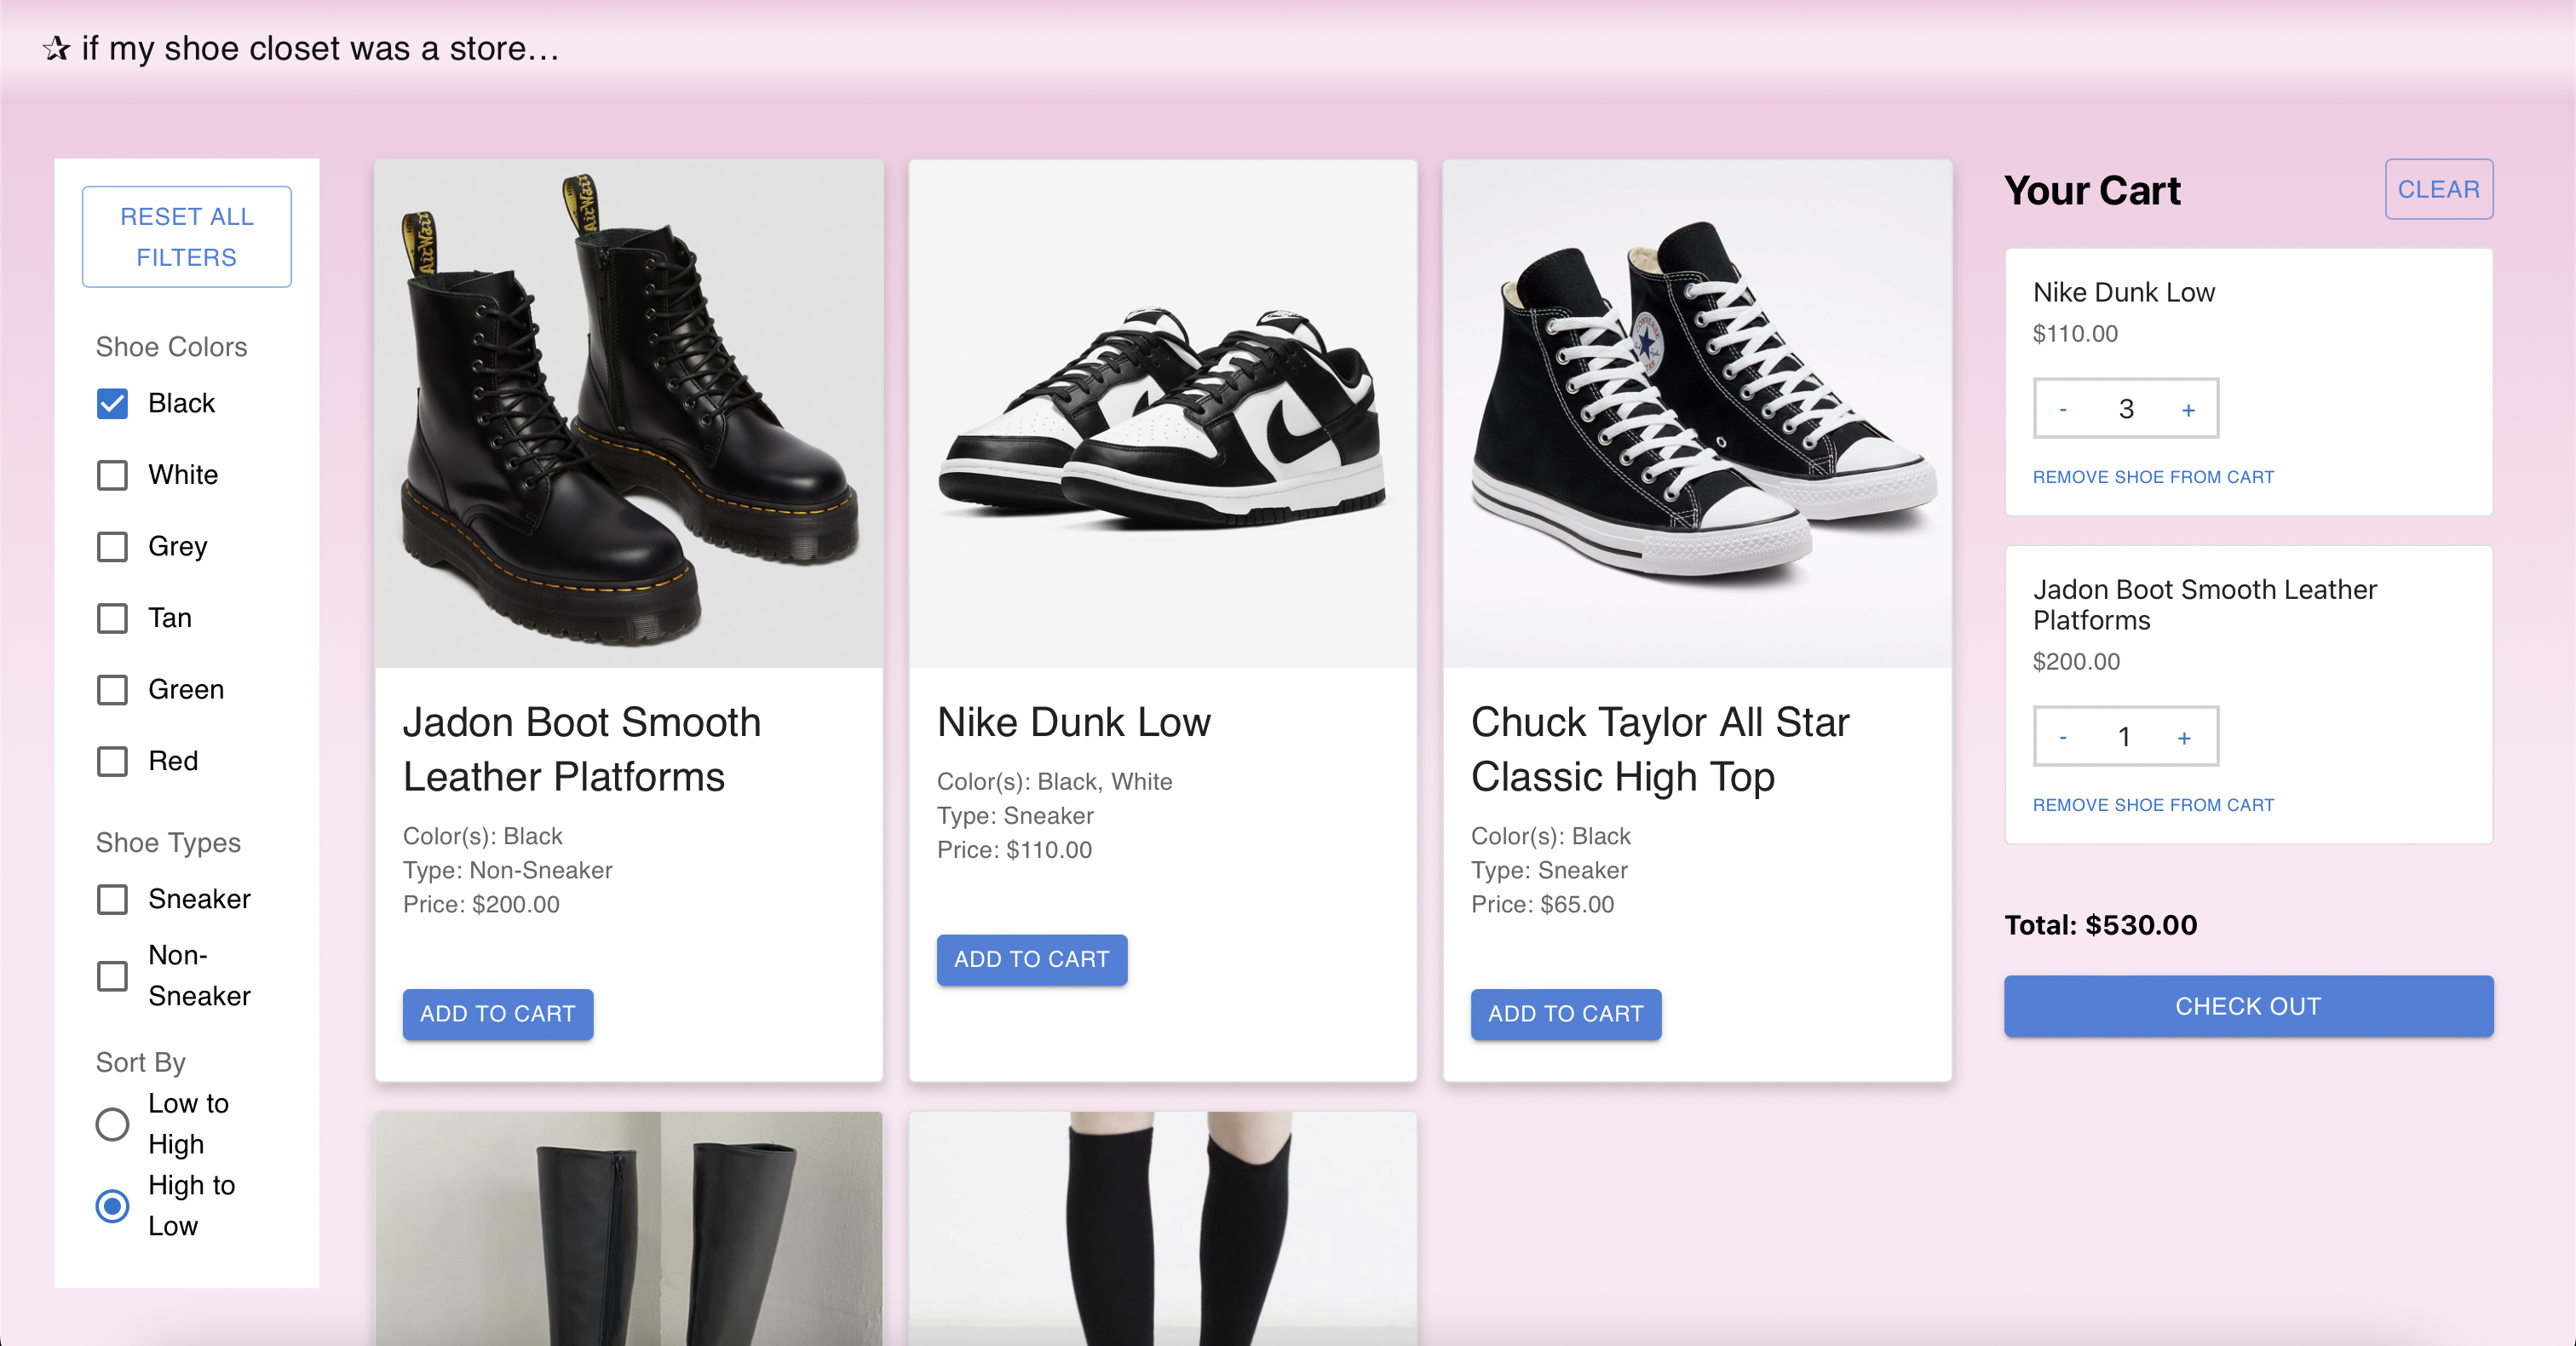 ☆ if my shoe closet was a store...
RESET ALL
FILTERS
Shoe Colors
Black
White
Grey
Tan
Green
Red
Shoe Types
Sneaker
Non-
Sneaker
Sort By
Low to
High
High to
Low
AirWair
AirWair
Jadon Boot Smooth
Leather Platforms
Color(s): Black
Type: Non-Sneaker
Price: $200.00
ADD TO CART
Nike Dunk Low
Color(s): Black, White
Type: Sneaker
Price: $110.00
ADD TO CART
CONVERSE
Chuck Taylor All Star
Classic High Top
Color(s): Black
Type: Sneaker
Price: $65.00
ADD TO CART
Your Cart
CLEAR
Nike Dunk Low
$110.00
- 3 +
REMOVE SHOE FROM CART
Jadon Boot Smooth Leather
Platforms
$200.00
- 1 +
REMOVE SHOE FROM CART
Total: $530.00
CHECK OUT